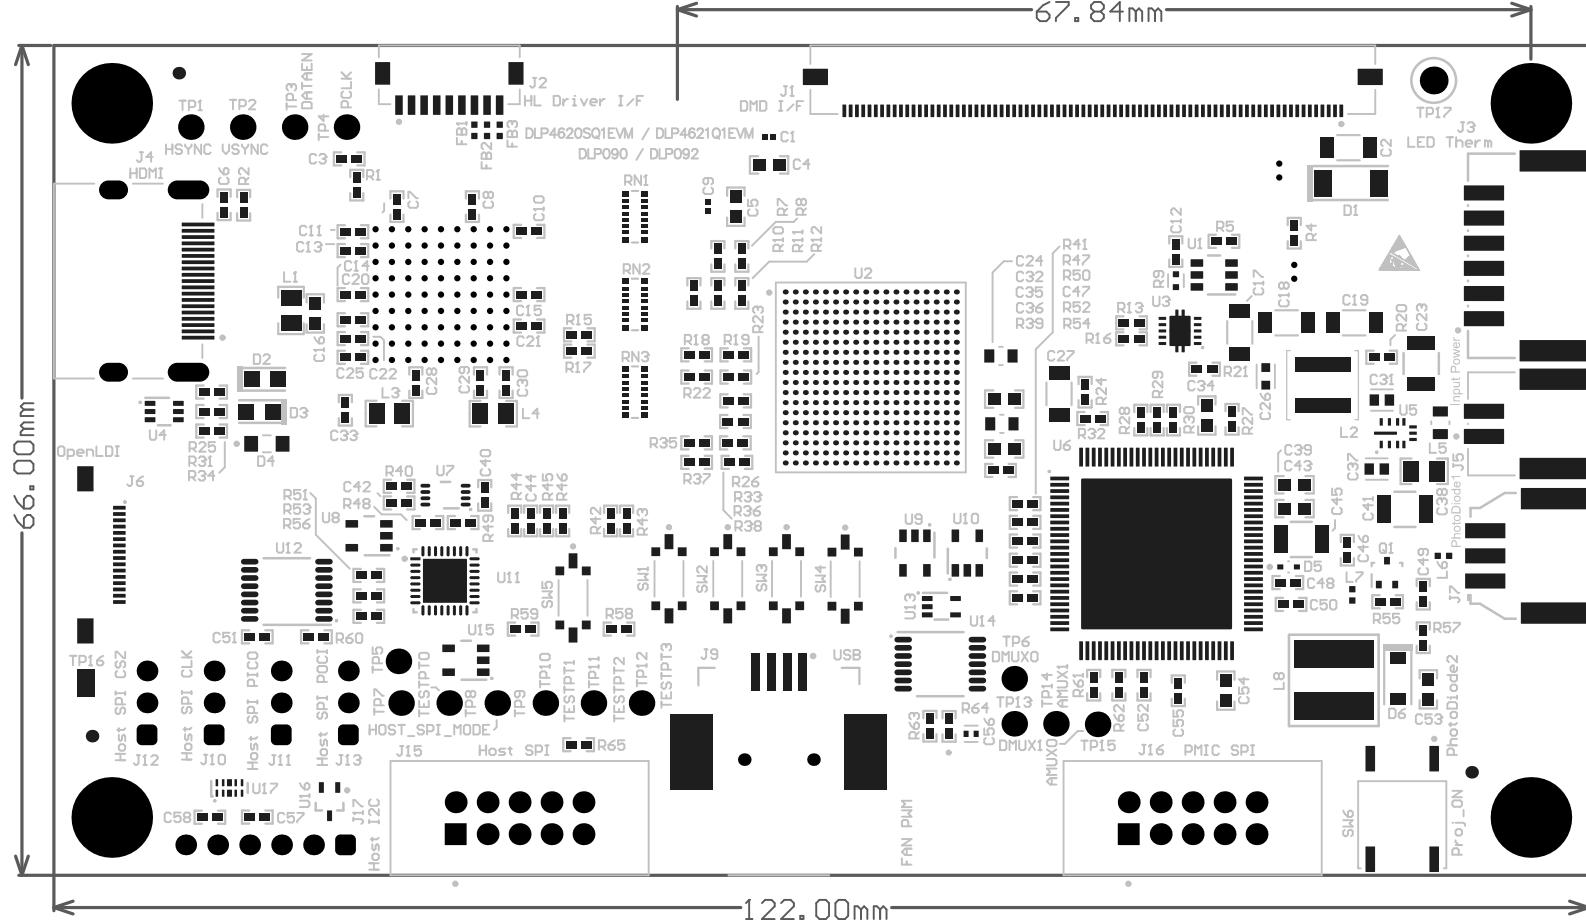 67.84mm
J2
HL Driver I/F
J1
DMD I/F
TP1
TP2
TP3
DATAEN
TP4
PCLK
HSYNC
VSYNC
FB1
FB2
FB3
DLP4620SQ1EVM / DLP4621Q1EVM
DLP090 / DLP092
C1
C4
TP17
J3
LED Therm
C2
D1
J4
HDMI
C6
R2
C3
R1
C7
C8
C10
RN1
C9
C5
R7
R8
R10
R11
R12
C12
R5
U1
R4
C11
C13
C14
C20
L1
C16
RN2
C15
C21
U2
C24
C32
C35
C36
R39
R41
R47
R50
C47
R52
R54
R9
U3
R13
R16
C17
C18
C19
R20
C23
R15
R17
R18
R19
R23
R22
RN3
C25
C22
L3
C28
C29
C30
L4
C33
D2
D3
D4
U4
R25
R31
R34
C27
R24
R32
U6
R28
R29
R30
C34
R21
R27
C26
L2
C31
U5
L5
Input Power
OpenLDI
J6
R35
R37
R26
R33
R36
R38
R40
C42
R48
U7
C40
R49
R51
R53
R56
U8
R44
C44
R45
R46
R42
R43
C39
C43
C45
C37
C38
C41
J5
PhotoDiode1
66.00mm
U12
U11
SW5
SW1
SW2
SW3
SW4
U9
U10
U13
U14
D5
C48
C50
C46
L7
Q1
R55
C49
L6
J7
R57
C51
R60
R59
R58
U15
J9
USB
TP6
DMUX0
TP16
Host SPI CSZ
Host SPI CLK
Host SPI PICO
Host SPI POCI
TP5
TP7
TESTPT0
TP8
TP9
TP10
TESTPT1
TP11
TESTPT2
TP12
TESTPT3
HOST_SPI_MODE
TP13
DMUX1
TP14
AMUX1
AMUX0
TP15
R61
R62
C52
C55
C54
L8
D6
C53
PhotoDiode2
J12
J10
J11
J13
J15
Host SPI
R65
R63
R64
C56
J16
PMIC SPI
U17
U16
C58
C57
J17
Host I2C
FAN PWM
SW6
Proj_ON
122.00mm